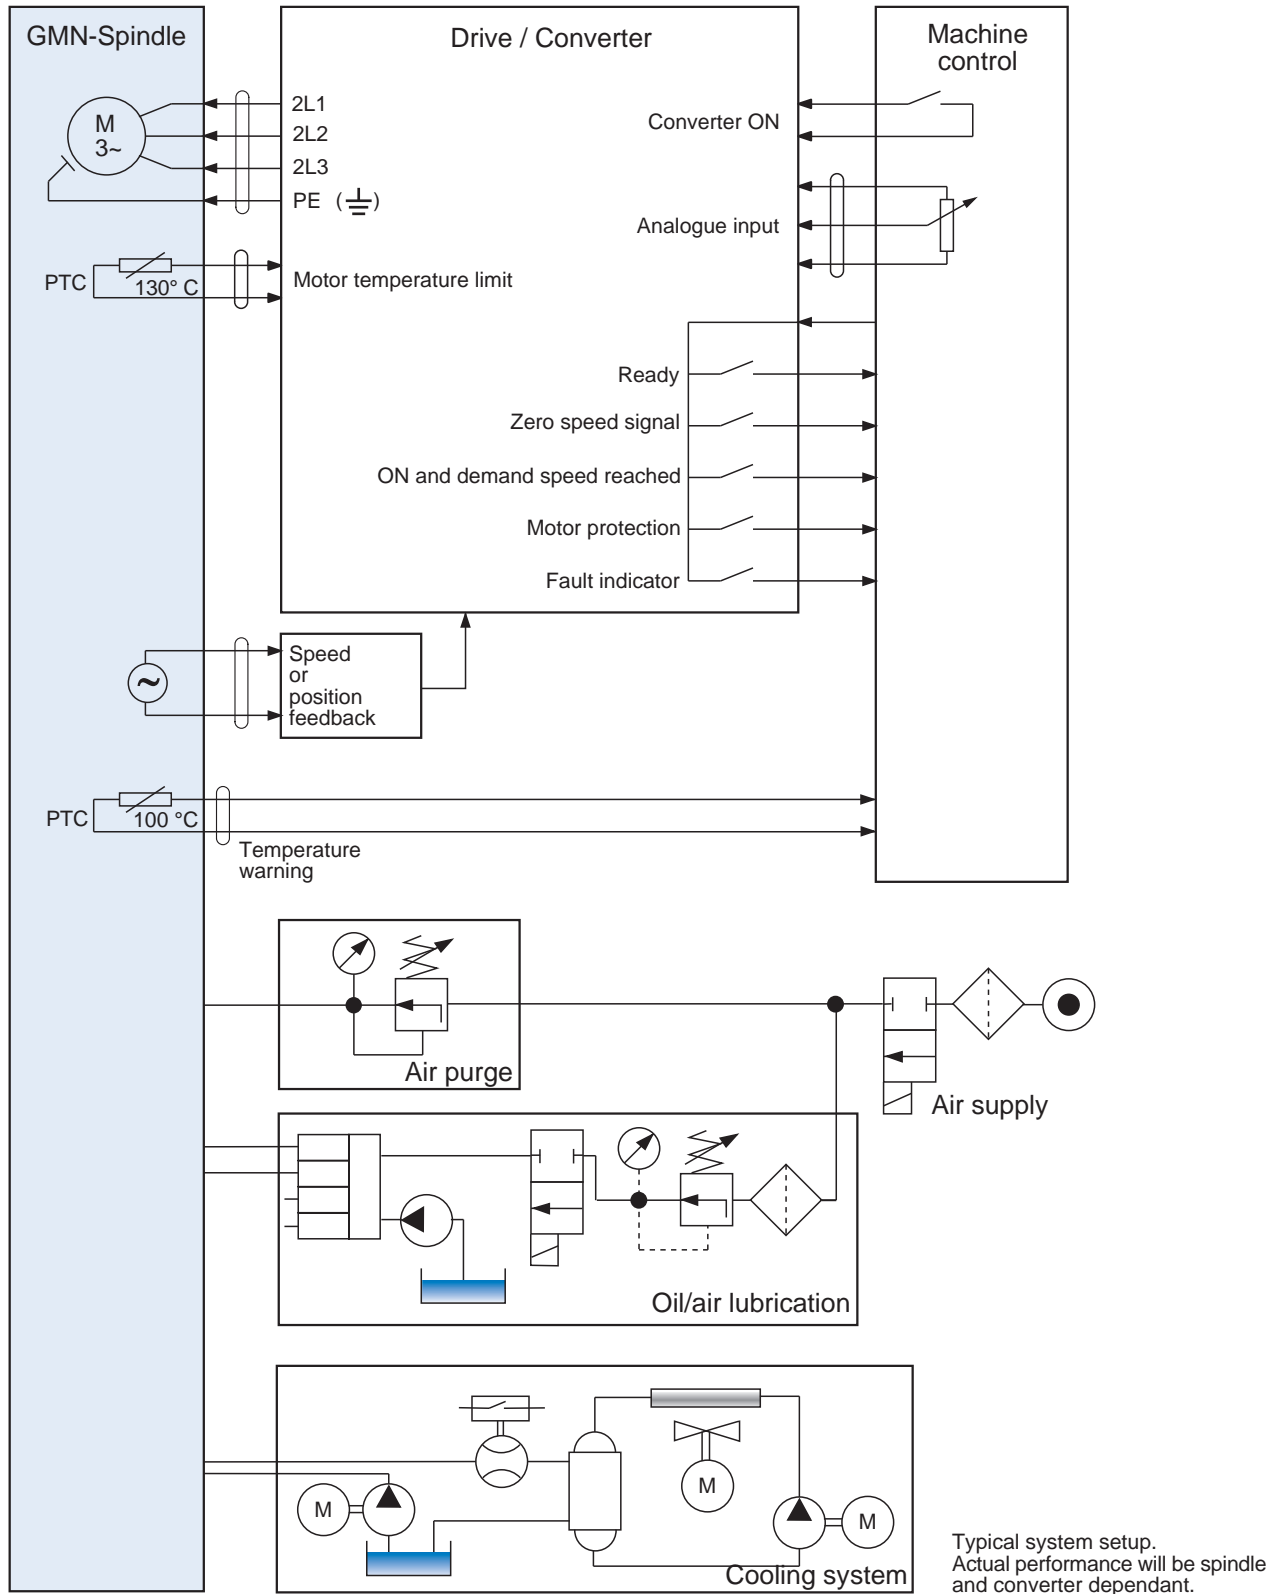 GMN-Spindle
Drive / Converter
Machine
control
M
3~
2L1
2L2
2L3
PE (⏚)
Converter ON
Analogue input
PTC
130° C
Motor temperature limit
Ready
Zero speed signal
ON and demand speed reached
Motor protection
Fault indicator
~
Speed
or
position
feedback
PTC
100 °C
Temperature
warning
Air purge
Air supply
Oil/air lubrication
M
M
M
Cooling system
Typical system setup.
Actual performance will be spindle
and converter dependant.